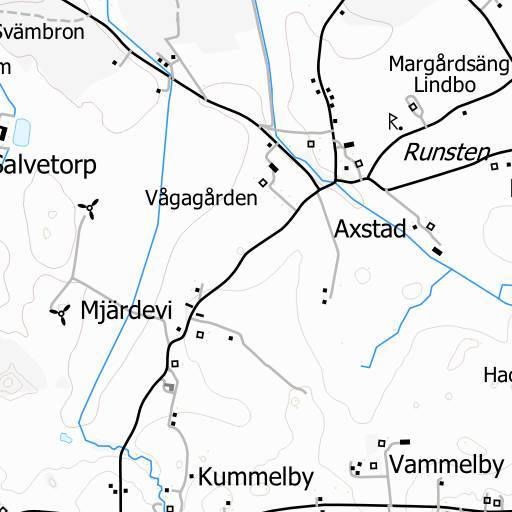 Svämbron
Margårdsäng
Lindbo
Runsten
Salvetorp
Vågagården
Axstad
Mjärdevi
Kummelby
Vammelby